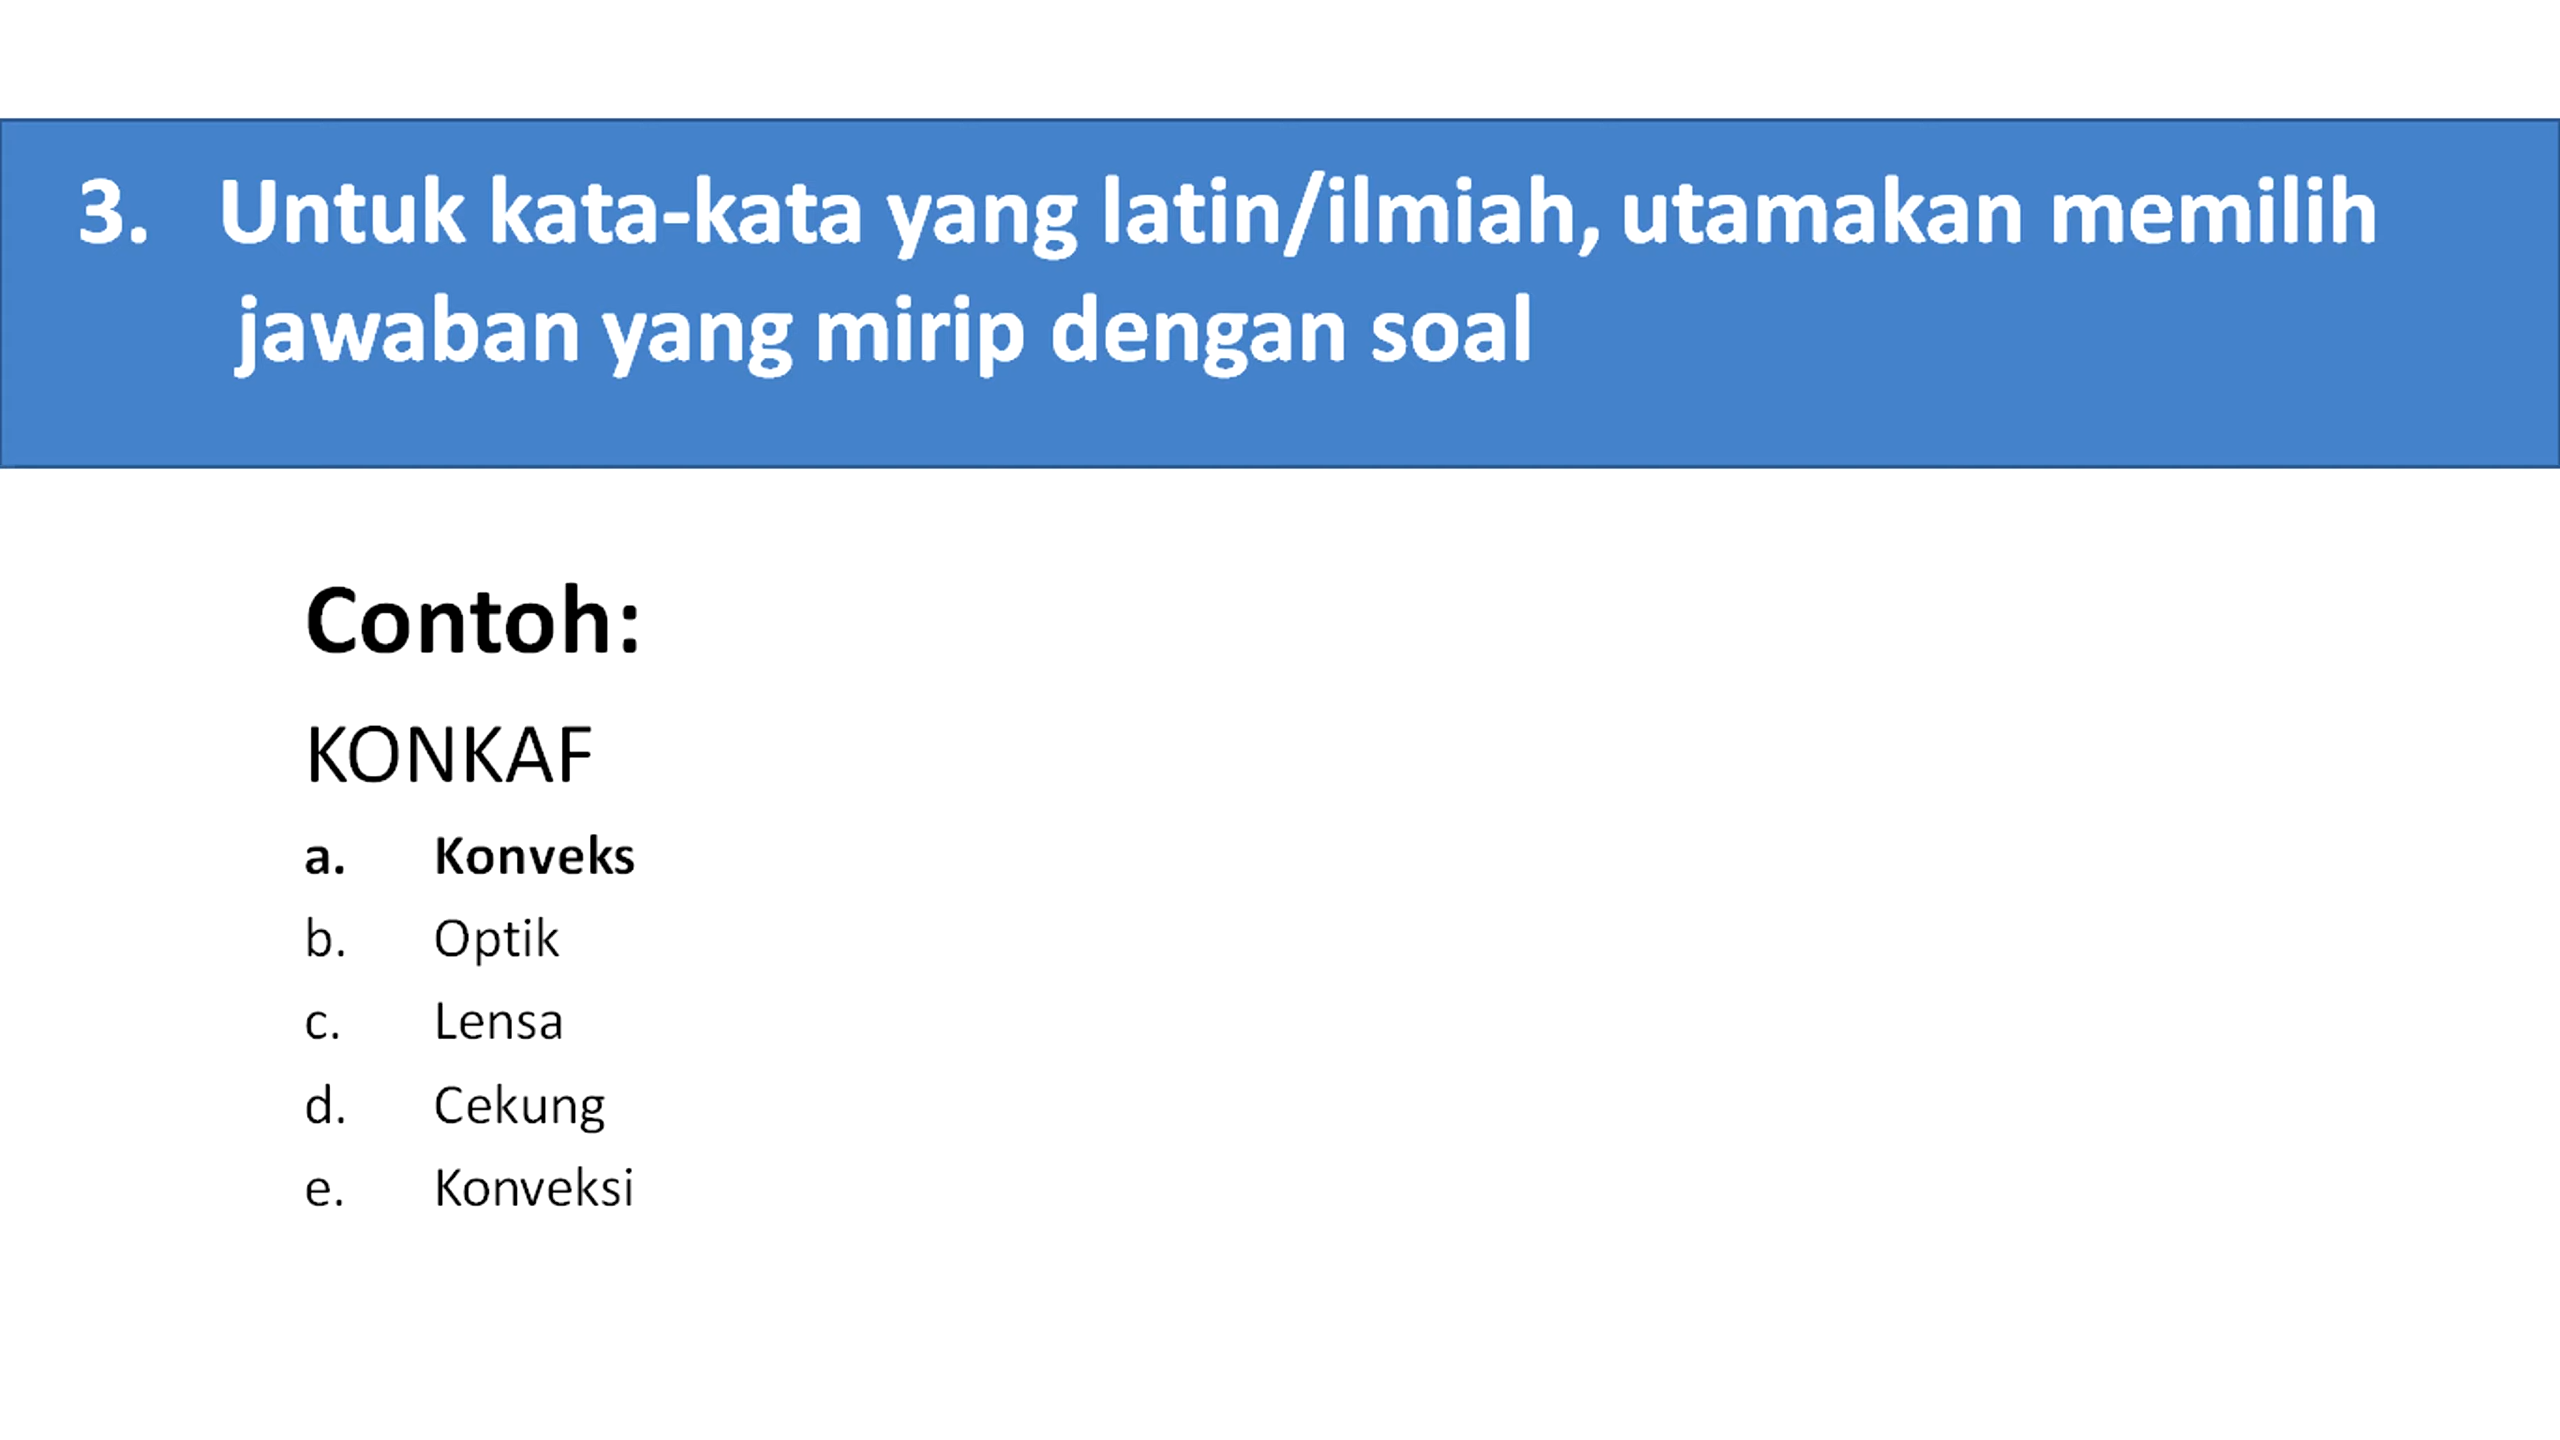 3. Untuk kata-kata yang latin/ilmiah, utamakan memilih
jawaban yang mirip dengan soal
Contoh:
KONKAF
a. Konveks
b. Optik
c. Lensa
d. Cekung
e. Konveksi